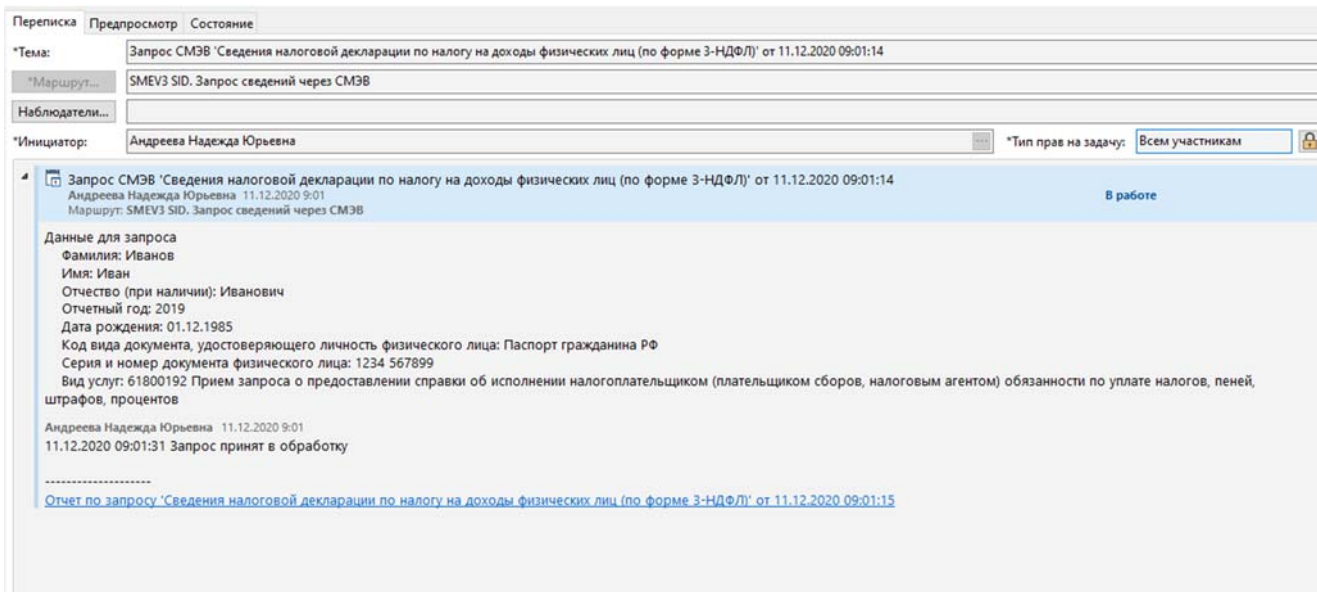 Переписка Предпросмотр Состояние
*Тема: Запрос СМЭВ 'Сведения налоговой декларации по налогу на доходы физических лиц (по форме 3-НДФЛ)' от 11.12.2020 09:01:14
*Маршрут... SMEV3 SID. Запрос сведений через СМЭВ
Наблюдатели...
*Инициатор: Андреева Надежда Юрьевна ... *Тип прав на задачу: Всем участникам
Запрос СМЭВ 'Сведения налоговой декларации по налогу на доходы физических лиц (по форме 3-НДФЛ)' от 11.12.2020 09:01:14
Андреева Надежда Юрьевна 11.12.2020 9:01 В работе
Маршрут: SMEV3 SID. Запрос сведений через СМЭВ
Данные для запроса
Фамилия: Иванов
Имя: Иван
Отчество (при наличии): Иванович
Отчетный год: 2019
Дата рождения: 01.12.1985
Код вида документа, удостоверяющего личность физического лица: Паспорт гражданина РФ
Серия и номер документа физического лица: 1234 567899
Вид услуг: 61800192 Прием запроса о предоставлении справки об исполнении налогоплательщиком (плательщиком сборов, налоговым агентом) обязанности по уплате налогов, пеней,
штрафов, процентов
Андреева Надежда Юрьевна 11.12.2020 9:01
11.12.2020 09:01:31 Запрос принят в обработку
--------------------
Отчет по запросу 'Сведения налоговой декларации по налогу на доходы физических лиц (по форме 3-НДФЛ)' от 11.12.2020 09:01:15